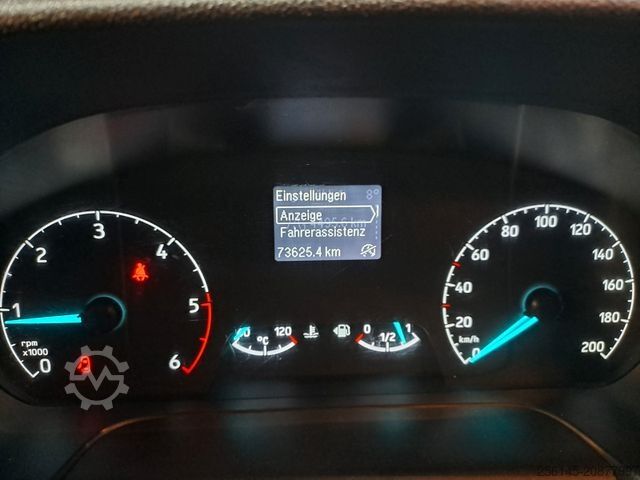 Einstellungen 8°
Anzeige
Fahrerassistenz
73625.4 km
0 1 2 3 4 5 6
rpm
x1000
120
°C
0 1/2 1
0 20 40 60 80 100 120 140 160 180 200
km/h